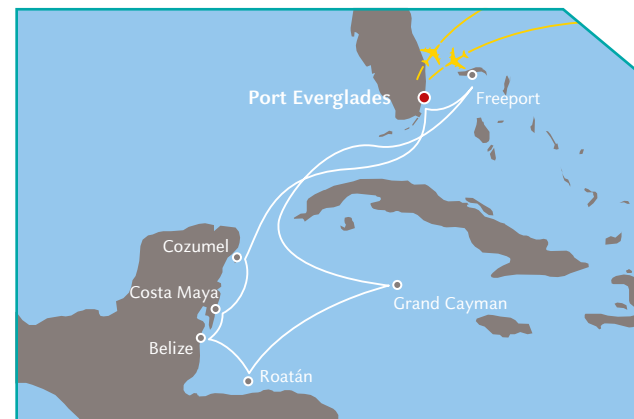 Port Everglades
Freeport
Cozumel
Costa Maya
Grand Cayman
Belize
Roatán